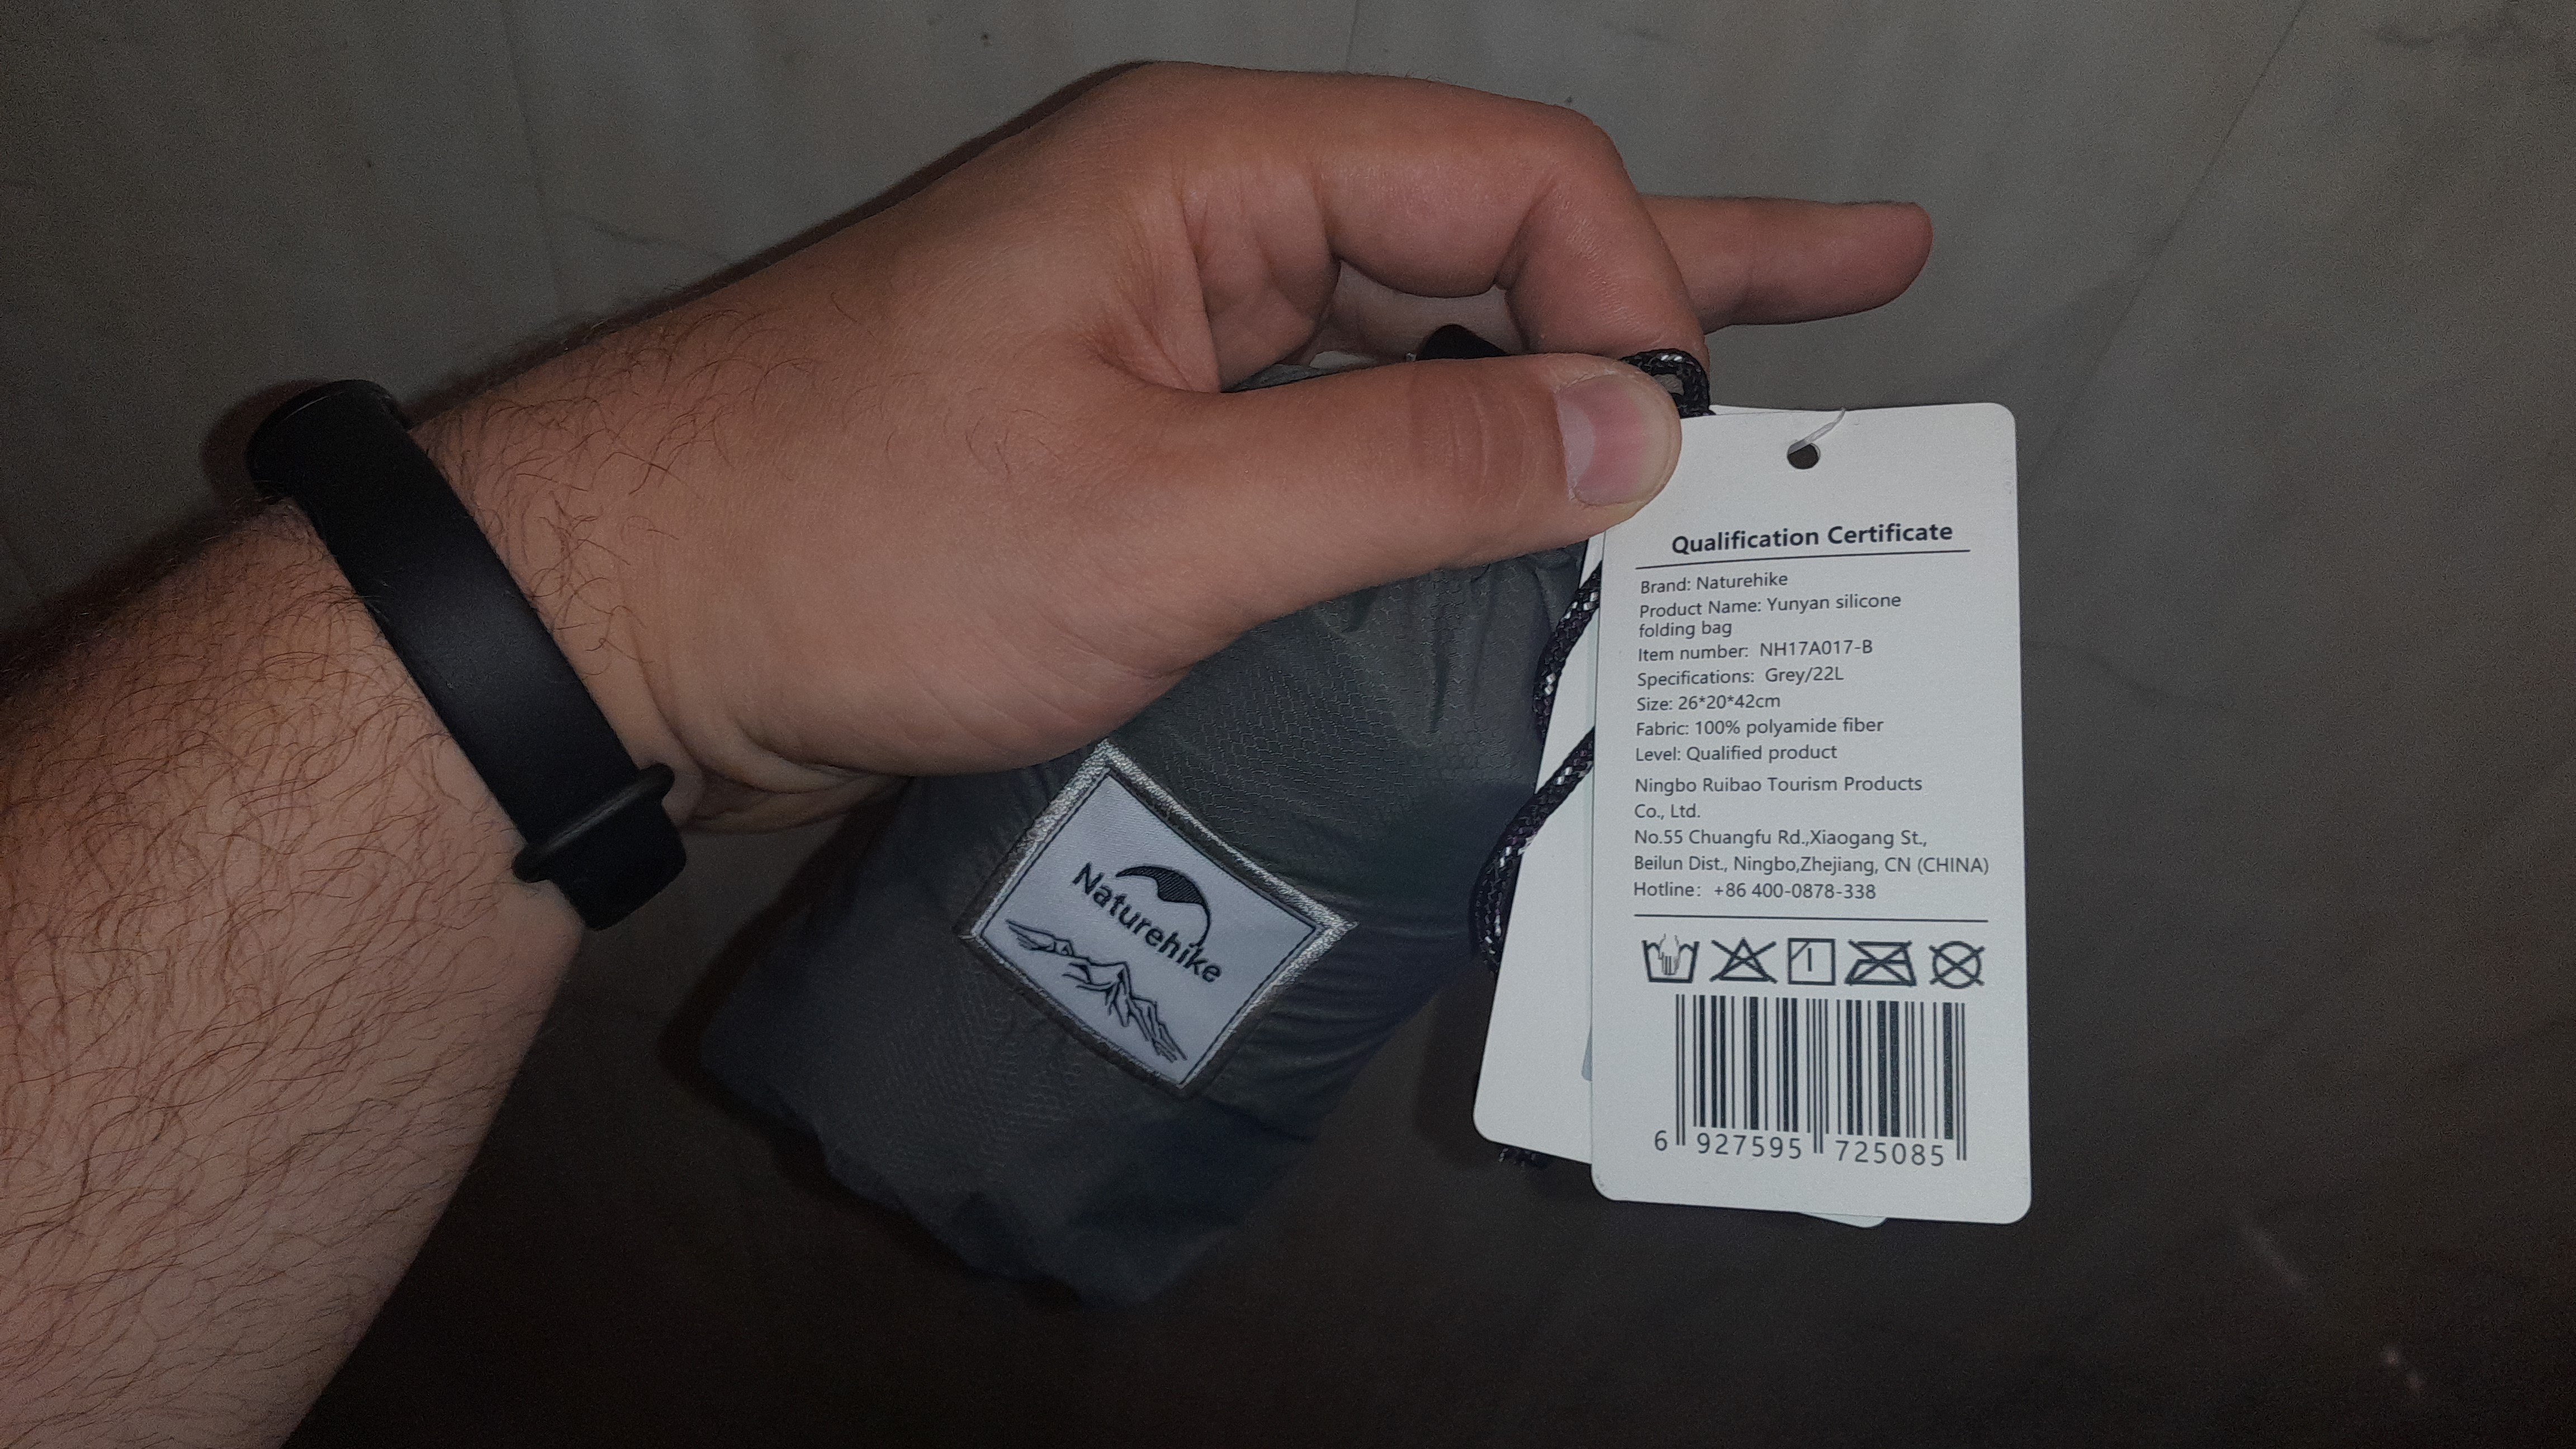 Naturehike
Qualification Certificate
Brand: Naturehike
Product Name: Yunyan silicone
folding bag
Item number: NH17A017-B
Specifications: Grey/22L
Size: 26*20*42cm
Fabric: 100% polyamide fiber
Level: Qualified product
Ningbo Ruibao Tourism Products
Co., Ltd.
No.55 Chuangfu Rd.,Xiaogang St.,
Beilun Dist., Ningbo,Zhejiang, CN (CHINA)
Hotline: +86 400-0878-338
6 927595 725085